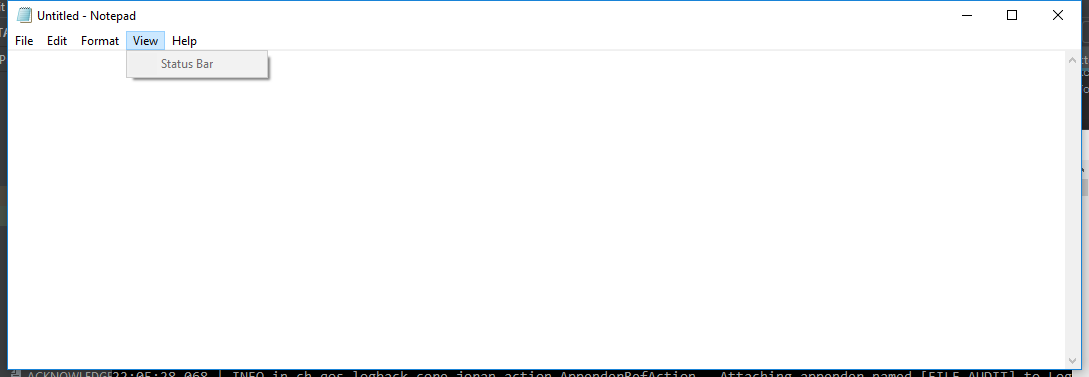 Untitled - Notepad
File Edit Format View Help
Status Bar
22:05:28.068 | INFO in ch.qos.logback.core.joran.action.AppenderRefAction - Attaching appender named [FILE_AUDIT] to Log